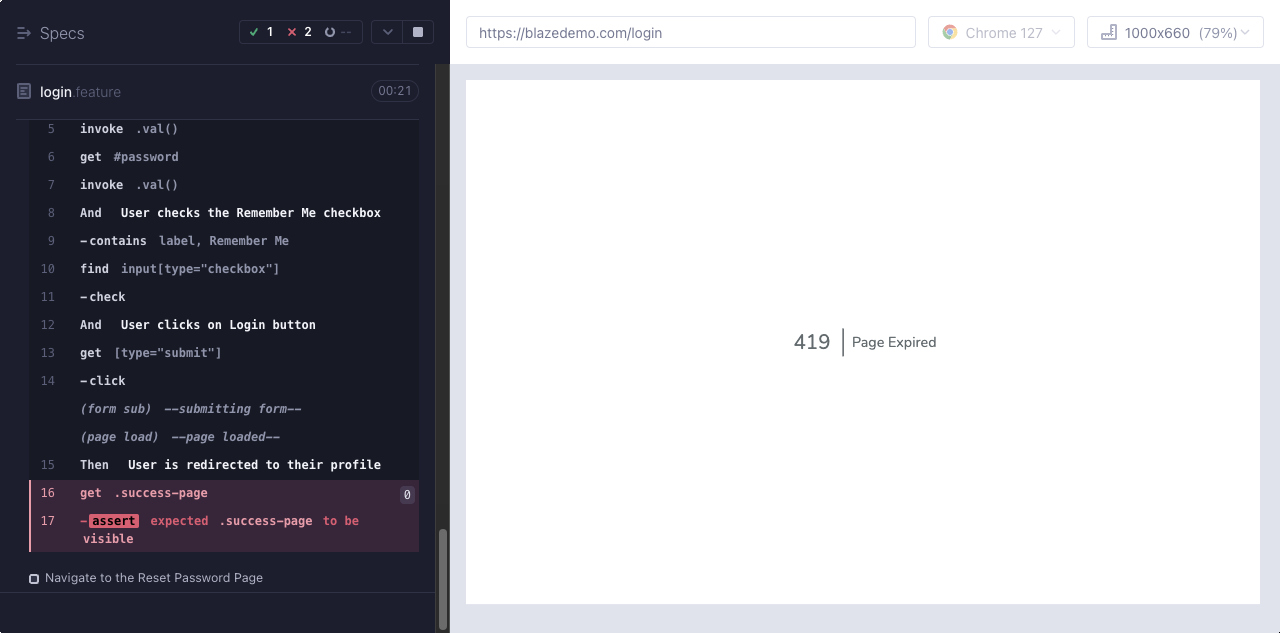 Specs
1 2 --
https://blazedemo.com/login
Chrome 127
1000x660 (79%)
login.feature
00:21
5 invoke .val()
6 get #password
7 invoke .val()
8 And User checks the Remember Me checkbox
9 -contains label, Remember Me
10 find input[type="checkbox"]
11 -check
12 And User clicks on Login button
13 get [type="submit"]
14 -click
(form sub) --submitting form--
(page load) --page loaded--
15 Then User is redirected to their profile
16 get .success-page 0
17 -assert expected .success-page to be
visible
Navigate to the Reset Password Page
419 Page Expired